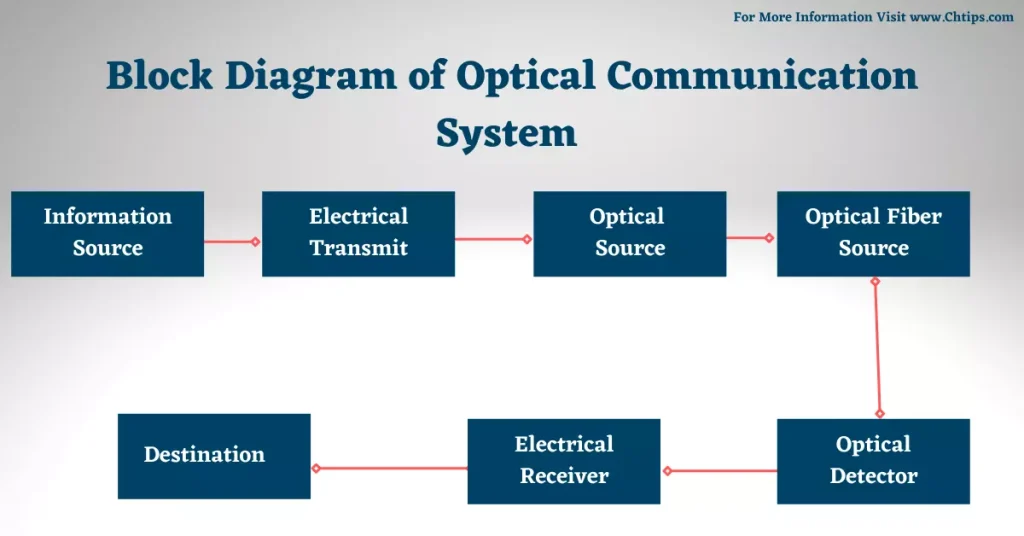 For More Information Visit www.Chtips.com
Block Diagram of Optical Communication
System
Information
Source
Electrical
Transmit
Optical
Source
Optical Fiber
Source
Destination
Electrical
Receiver
Optical
Detector